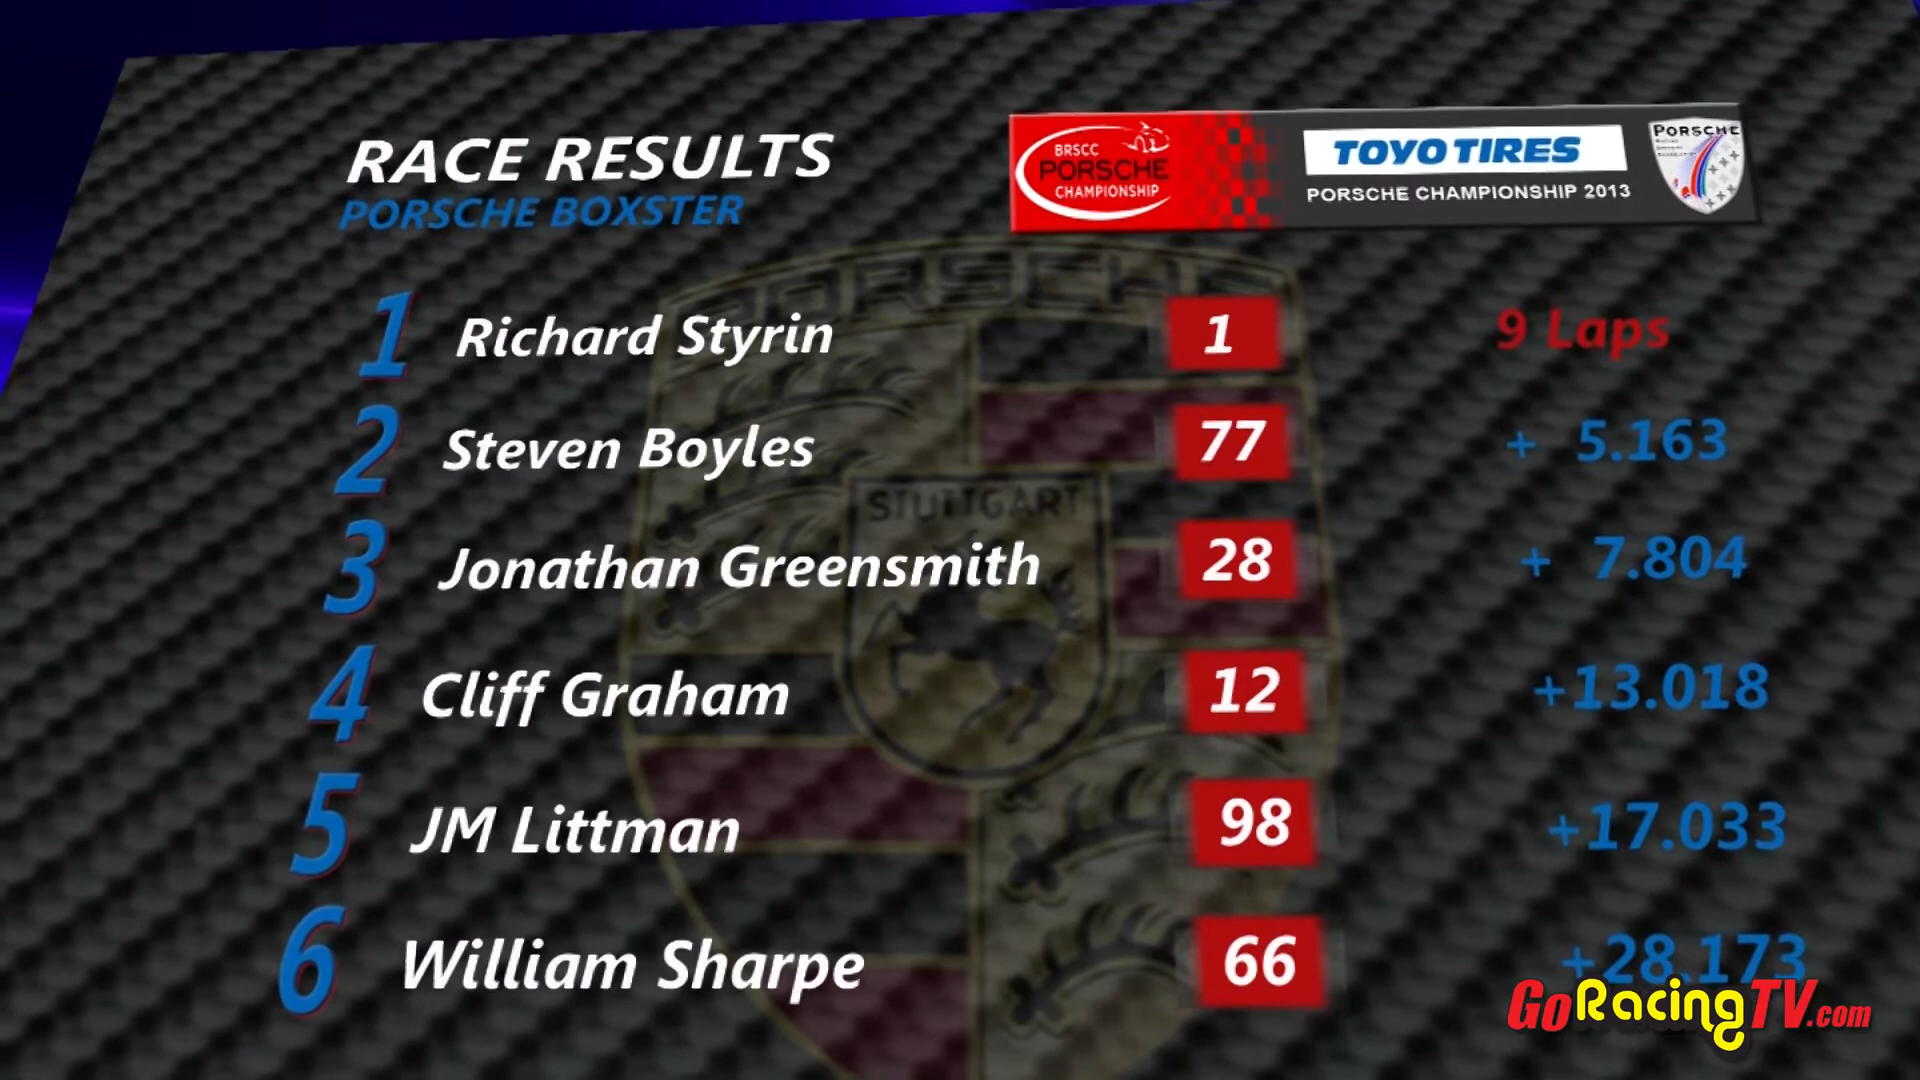 RACE RESULTS
PORSCHE BOXSTER
BRSCC
PORSCHE
CHAMPIONSHIP
TOYO TIRES
PORSCHE CHAMPIONSHIP 2013
PORSCHE
PORSCHE
STUTTGART
1 Richard Styrin 1 9 Laps
2 Steven Boyles 77 + 5.163
3 Jonathan Greensmith 28 + 7.804
4 Cliff Graham 12 +13.018
5 JM Littman 98 +17.033
6 William Sharpe 66 +28.173
GoRacingTV.com